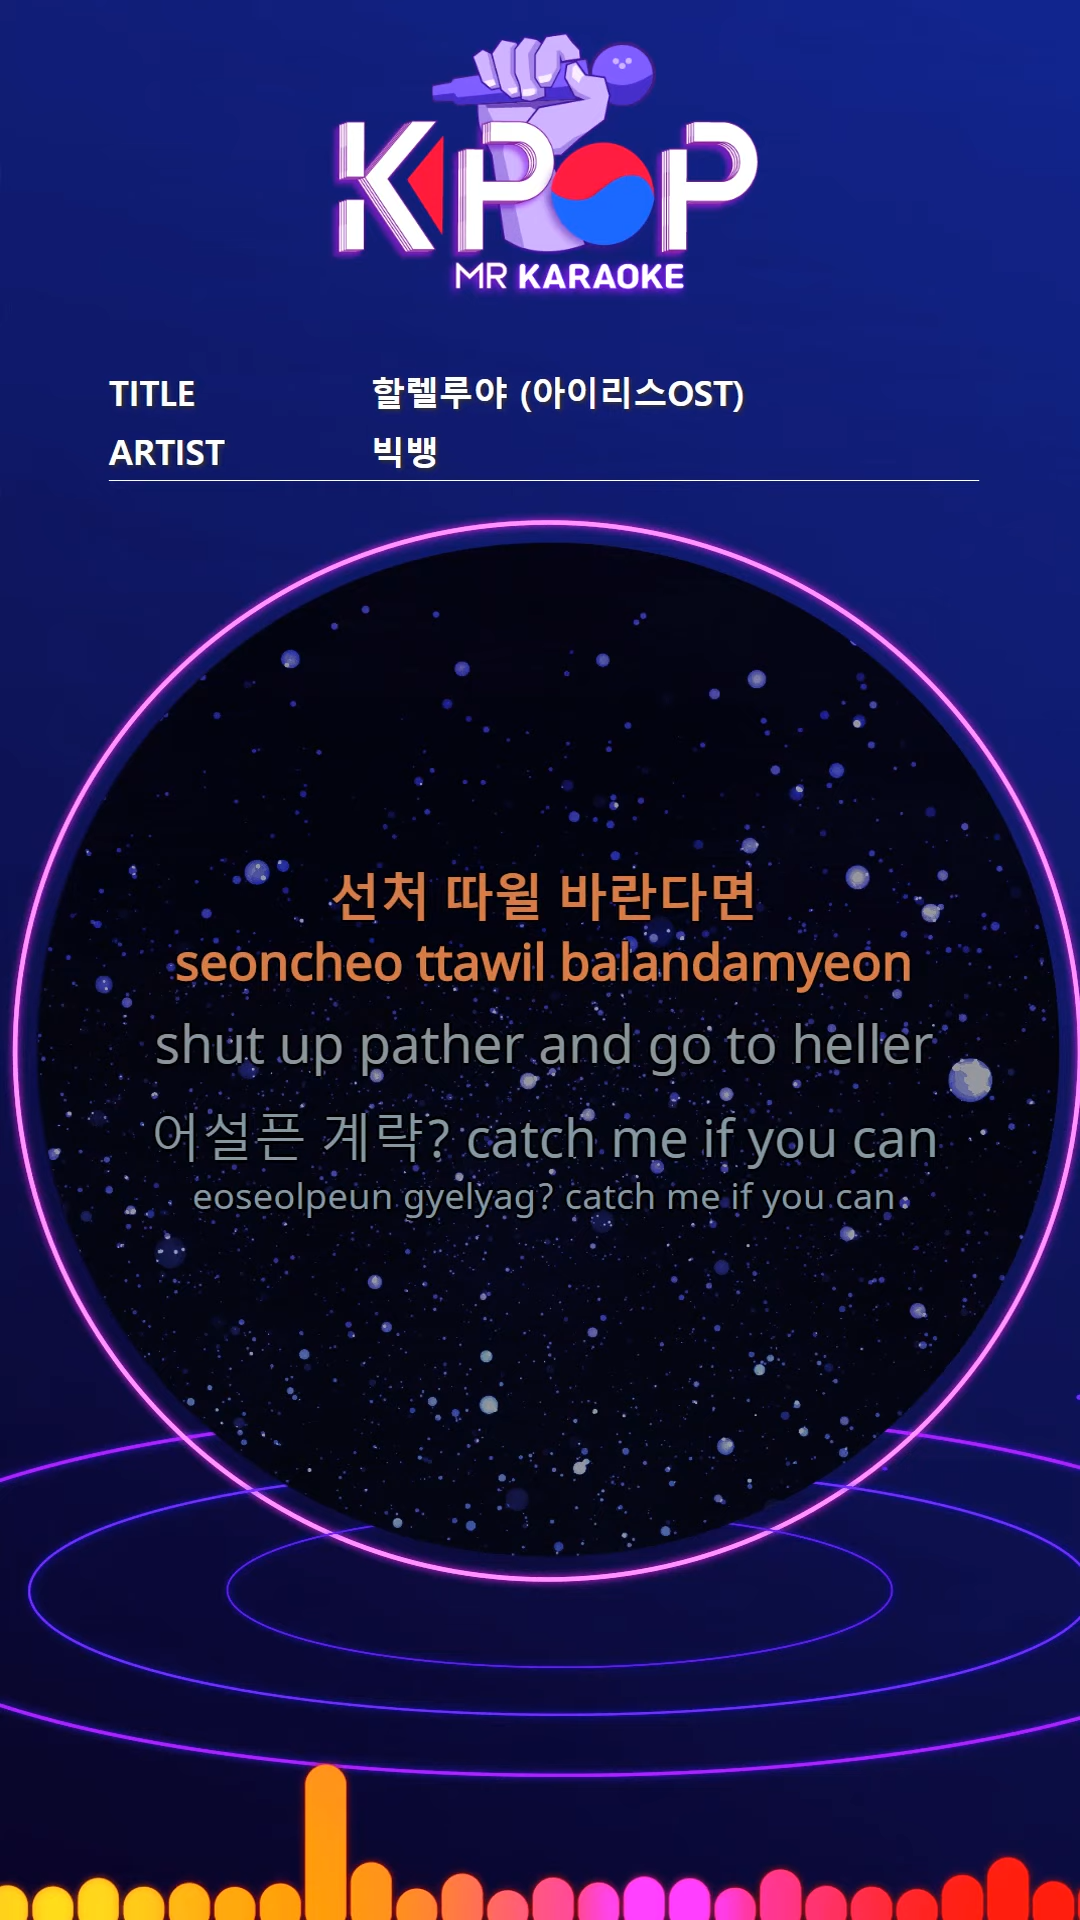 KPOP
MR KARAOKE
TITLE 할렐루야 (아이리스OST)
ARTIST 빅뱅
선처 따윌 바란다면
seoncheo ttawil balandamyeon
shut up pather and go to heller
어설픈 계략? catch me if you can
eoseolpeun gyelyag? catch me if you can